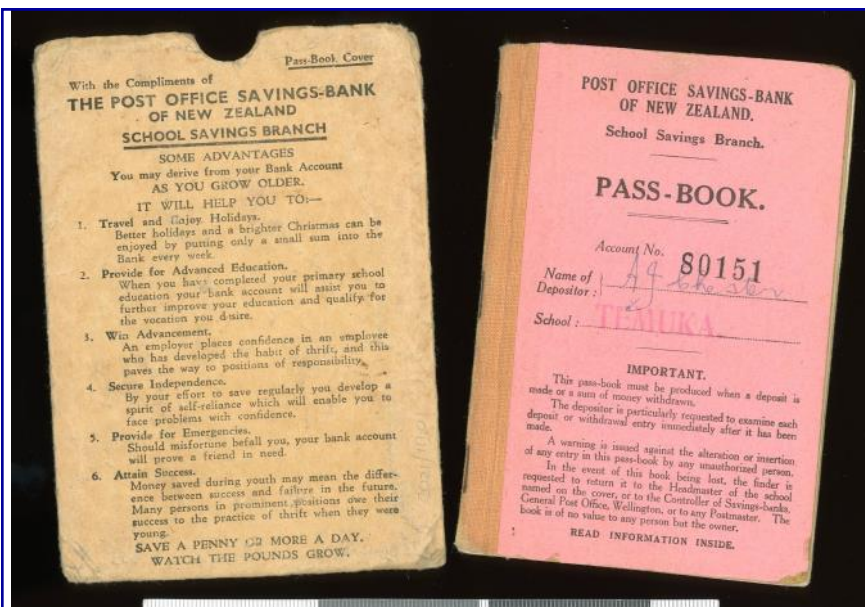 Pass-Book Cover
With the Compliments of
THE POST OFFICE SAVINGS-BANK
OF NEW ZEALAND
SCHOOL SAVINGS BRANCH
SOME ADVANTAGES
You may derive from your Bank Account
AS YOU GROW OLDER.
IT WILL HELP YOU TO:—
1. Travel and Enjoy Holidays.
Better holidays and a brighter Christmas can be
enjoyed by putting only a small sum into the
Bank every week.
2. Provide for Advanced Education.
When you have completed your primary school
education your bank account will assist you to
further improve your education and qualify for
the vocation you desire.
3. Win Advancement.
An employer places confidence in an employee
who has developed the habit of thrift, and this
paves the way to positions of responsibility.
4. Secure Independence.
By your effort to save regularly you develop a
spirit of self-reliance which will enable you to
face problems with confidence.
5. Provide for Emergencies.
Should misfortune befall you, your bank account
will prove a friend in need.
6. Attain Success.
Money saved during youth may mean the differ-
ence between success and failure in the future.
Many persons in prominent positions owe their
success to the practice of thrift when they were
young.
SAVE A PENNY OR MORE A DAY.
WATCH THE POUNDS GROW.
POST OFFICE SAVINGS-BANK
OF NEW ZEALAND.
School Savings Branch.
PASS-BOOK.
Account No. 80151
Name of
Depositor: A J Chester
School: TEMUKA
IMPORTANT.
This pass-book must be produced when a deposit is
made or a sum of money withdrawn.
The depositor is particularly requested to examine each
deposit or withdrawal entry immediately after it has been
made.
A warning is issued against the alteration or insertion
of any entry in this pass-book by any unauthorized person.
In the event of this book being lost, the finder is
requested to return it to the Headmaster of the school
named on the cover, or to the Controller of Savings-banks,
General Post Office, Wellington, or to any Postmaster. The
book is of no value to any person but the owner.
READ INFORMATION INSIDE.